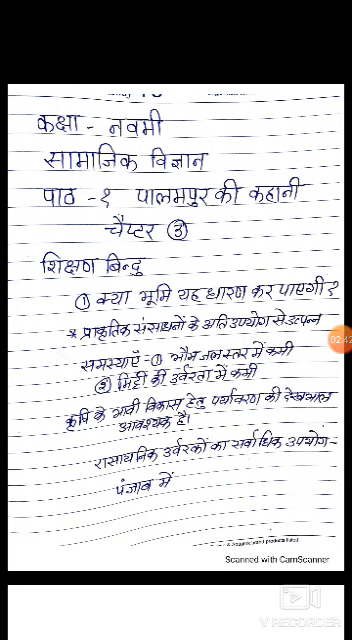 कक्षा - नवमी
सामाजिक विज्ञान
पाठ - १ पालमपुर की कहानी
चैप्टर ③
शिक्षण बिन्दु
① क्या भूमि यह धारण कर पाएगी ?
* प्राकृतिक संसाधनों के अति उपयोग से उत्पन्न
समस्याएँ - ① भौम जलस्तर में कमी
② मिट्टी की उर्वरता में कमी
कृषि के भावी विकास हेतु पर्यावरण की देखभाल
आवश्यक है।
रासायनिक उर्वरकों का सर्वाधिक उपयोग -
पंजाब में
Scanned with CamScanner
02:42
V RECORDER